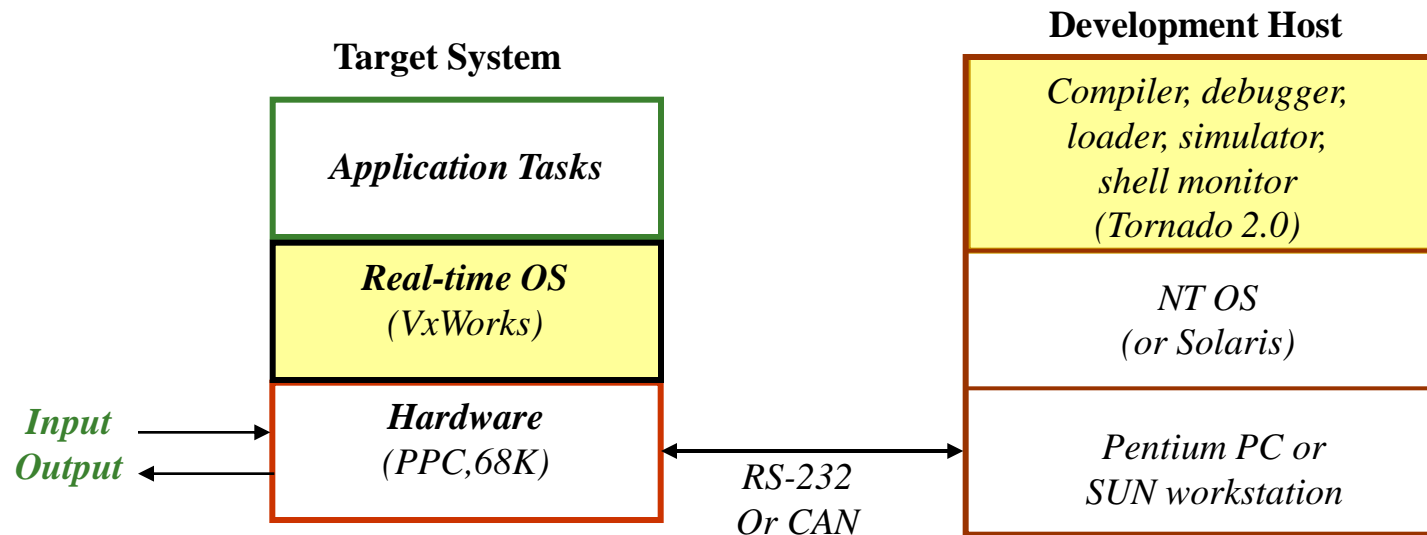 Target System
Application Tasks
Real-time OS
(VxWorks)
Hardware
(PPC,68K)
Input
Output
RS-232
Or CAN
Development Host
Compiler, debugger,
loader, simulator,
shell monitor
(Tornado 2.0)
NT OS
(or Solaris)
Pentium PC or
SUN workstation